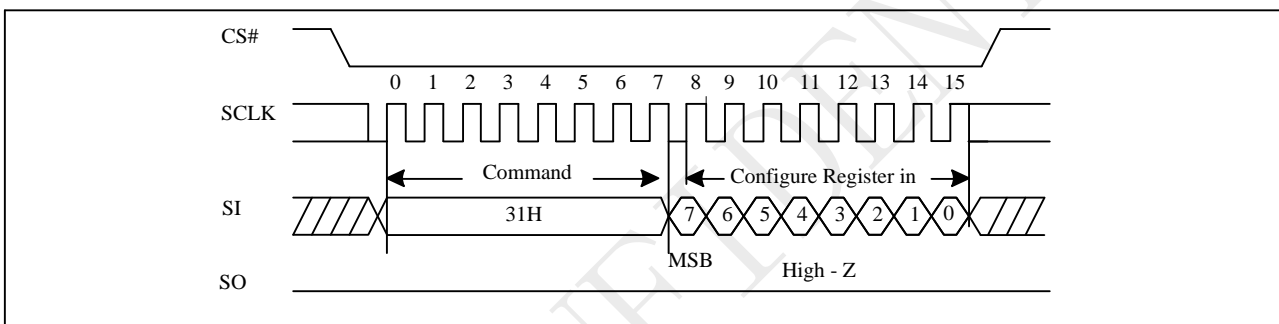 CS#
0 1 2 3 4 5 6 7 8 9 10 11 12 13 14 15
SCLK
Command Configure Register in
SI 31H 7 6 5 4 3 2 1 0
MSB High - Z
SO